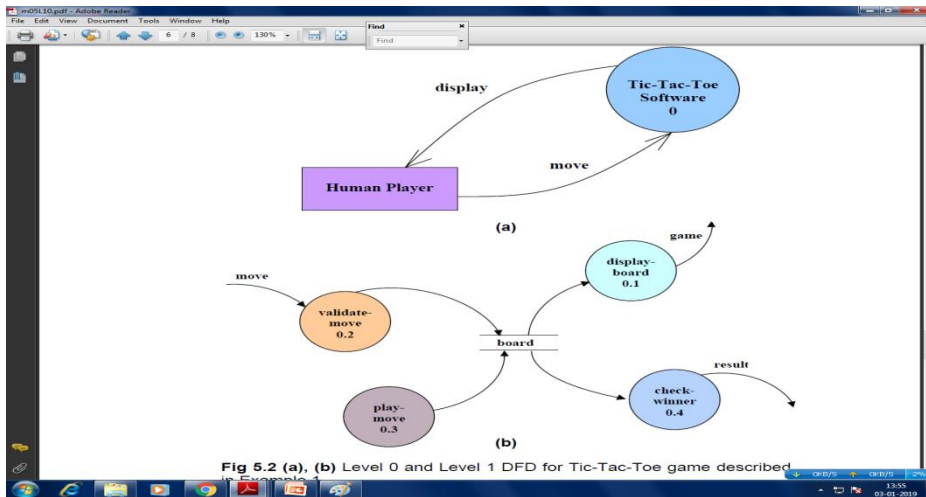 m05L10.pdf - Adobe Reader
File Edit View Document Tools Window Help
6 / 8 130%
Find
Find
display
Tic-Tac-Toe
Software
0
move
Human Player
(a)
game
display-
board
0.1
move
validate-
move
0.2
board
result
check-
winner
0.4
play-
move
0.3
(b)
Fig 5.2 (a), (b) Level 0 and Level 1 DFD for Tic-Tac-Toe game described
in Example 1
0KB/S 0KB/S 2%
13:55
03-01-2019